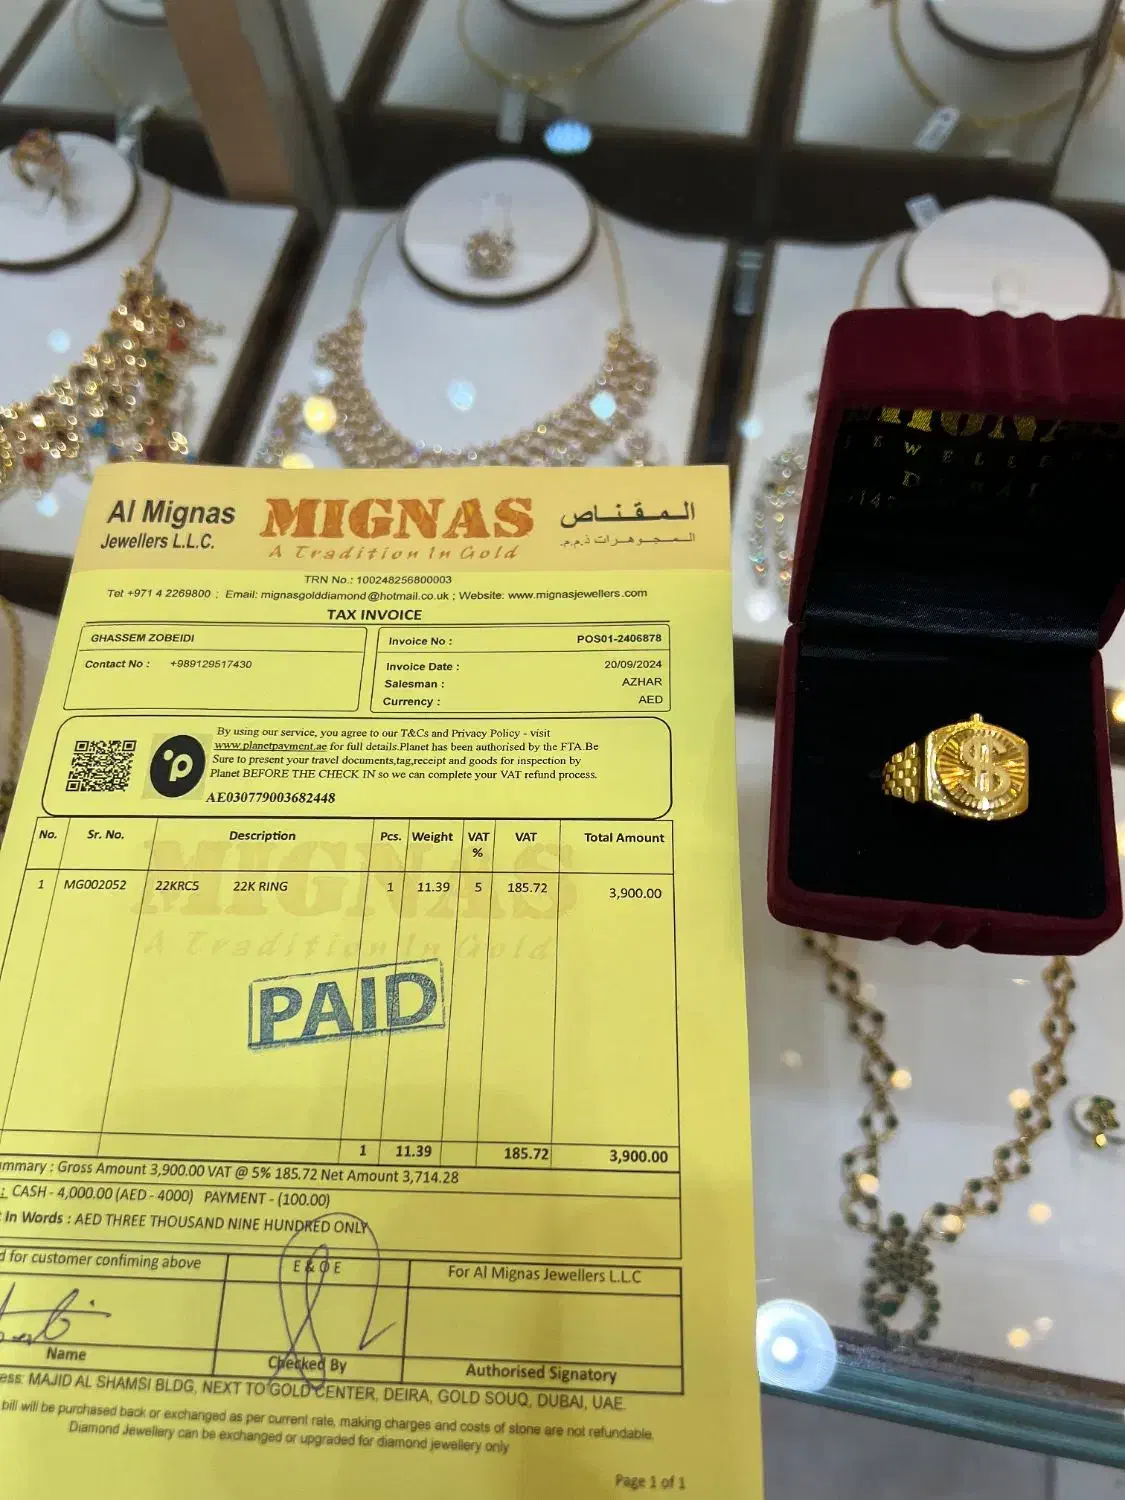 Al Mignas
Jewellers L.L.C.
MIGNAS
A Tradition In Gold
المـقـنـاص
المـجـوهـرات ذ.م.م.
TRN No.: 100248256800003
Tel +971 4 2269800 ; Email: mignasgolddiamond@hotmail.co.uk ; Website: www.mignasjewellers.com
TAX INVOICE
GHASSEM ZOBEIDI
Contact No : +989129517430
Invoice No : POS01-2406878
Invoice Date : 20/09/2024
Salesman : AZHAR
Currency : AED
By using our service, you agree to our T&Cs and Privacy Policy - visit
www.planetpayment.ae for full details.Planet has been authorised by the FTA.Be
Sure to present your travel documents,tag,receipt and goods for inspection by
Planet BEFORE THE CHECK IN so we can complete your VAT refund process.
AE030779003682448
No. Sr. No. Description Pcs. Weight VAT % VAT Total Amount
1 MG002052 22KRC5 22K RING 1 11.39 5 185.72 3,900.00
MIGNAS
A Tradition In Gold
PAID
1 11.39 185.72 3,900.00
mmary : Gross Amount 3,900.00 VAT @ 5% 185.72 Net Amount 3,714.28
: CASH - 4,000.00 (AED - 4000) PAYMENT - (100.00)
In Words : AED THREE THOUSAND NINE HUNDRED ONLY
d for customer confiming above
E & O E
For Al Mignas Jewellers L.L.C
Name
Checked By
Authorised Signatory
ess: MAJID AL SHAMSI BLDG, NEXT TO GOLD CENTER, DEIRA, GOLD SOUQ, DUBAI, UAE.
bill will be purchased back or exchanged as per current rate, making charges and costs of stone are not refundable.
Diamond Jewellery can be exchanged or upgraded for diamond jewellery only
Page 1 of 1